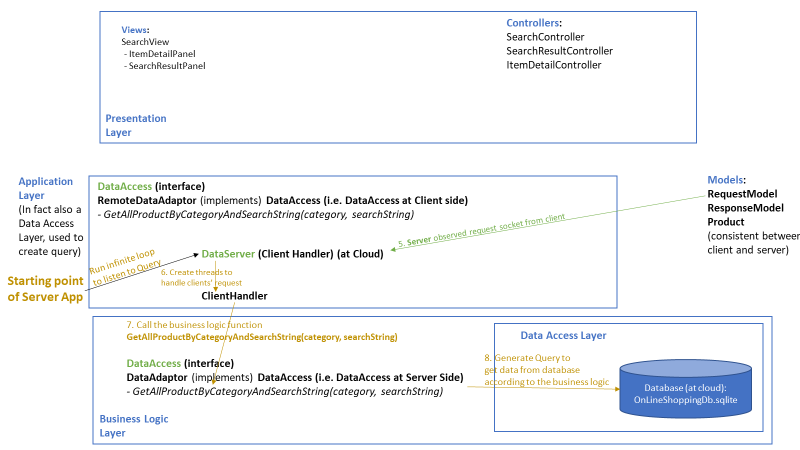 Views:
SearchView
- ItemDetailPanel
- SearchResultPanel
Controllers:
SearchController
SearchResultController
ItemDetailController
Presentation
Layer
Application
Layer
(In fact also a
Data Access
Layer, used to
create query)
DataAccess (interface)
RemoteDataAdaptor (implements) DataAccess (i.e. DataAccess at Client side)
- GetAllProductByCategoryAndSearchString(category, searchString)
Models:
RequestModel
ResponseModel
Product
(consistent between
client and server)
5. Server observed request socket from client
DataServer (Client Handler) (at Cloud)
Run infinite loop
to listen to Query
Starting point
of Server App
6. Create threads to
handle clients' request
ClientHandler
7. Call the business logic function
GetAllProductByCategoryAndSearchString(category, searchString)
DataAccess (interface)
DataAdaptor (implements) DataAccess (i.e. DataAccess at Server Side)
- GetAllProductByCategoryAndSearchString(category, searchString)
Business Logic
Layer
Data Access Layer
8. Generate Query to
get data from database
according to the business logic
Database (at cloud):
OnLineShoppingDb.sqlite